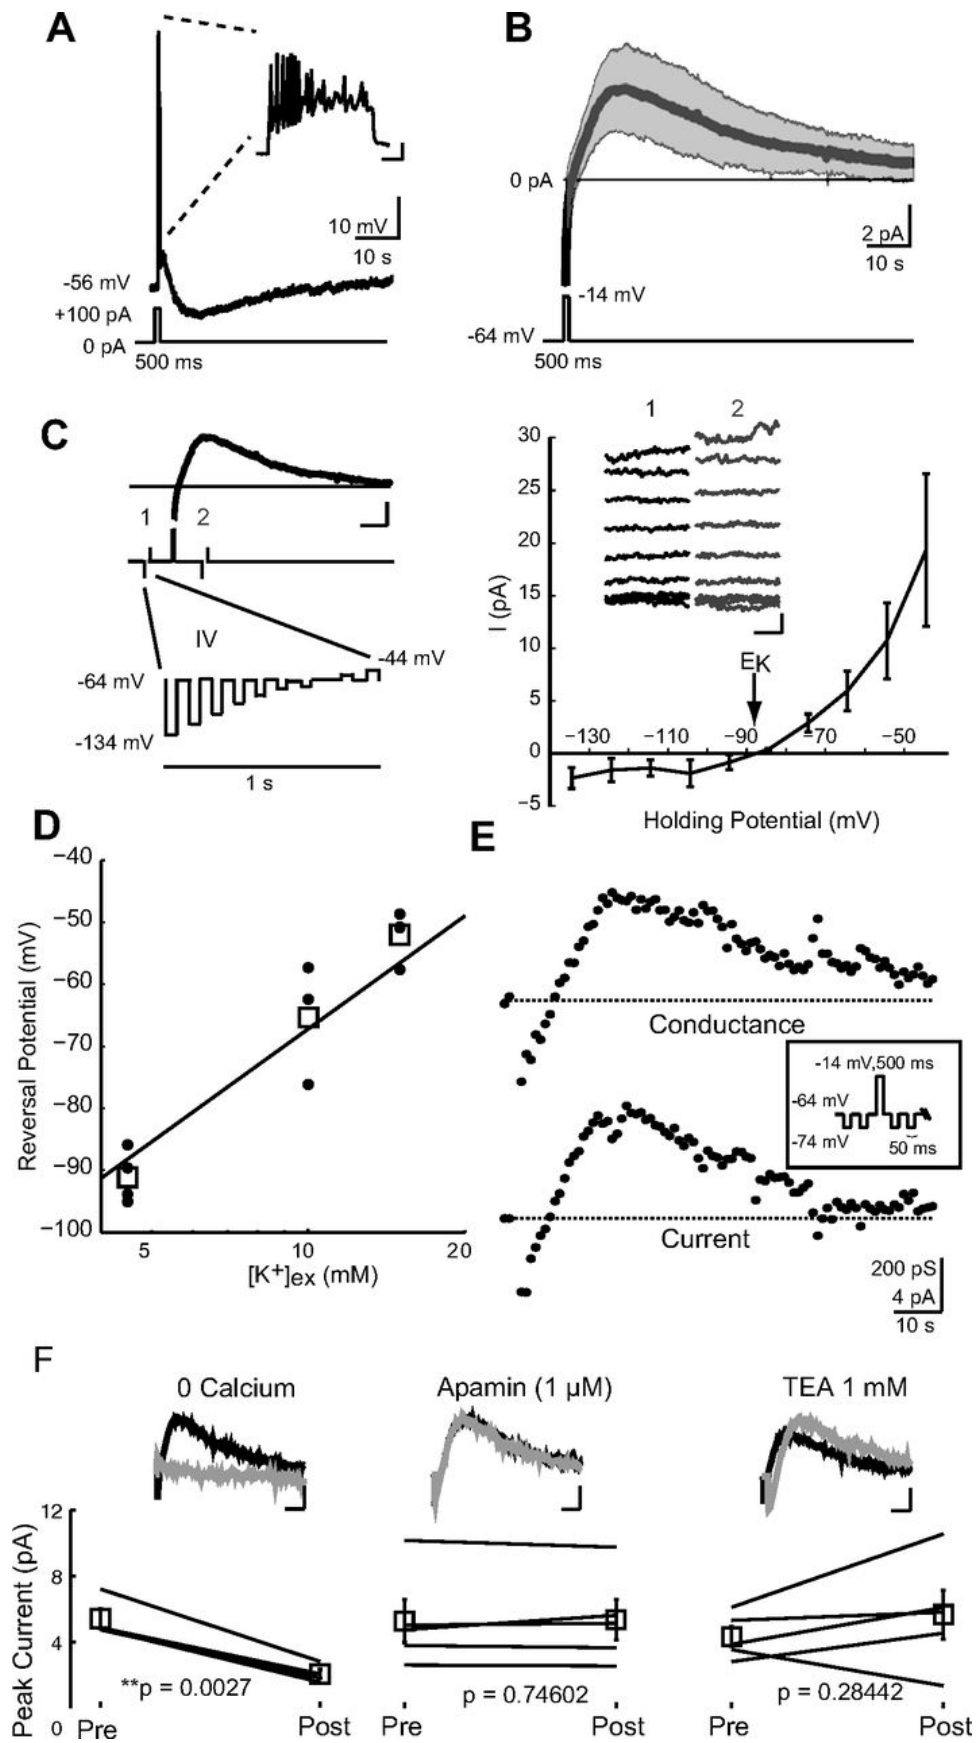 A
10 mV
10 s
-56 mV
+100 pA
0 pA
500 ms
B
0 pA
2 pA
10 s
-14 mV
-64 mV
500 ms
C
1 2
IV
-44 mV
-64 mV
-134 mV
1 s
1 2
30
25
20
15
10
5
0
−5
I (pA)
EK
−130 −110 −90 −70 −50
Holding Potential (mV)
D
−40
−50
−60
−70
−80
−90
−100
Reversal Potential (mV)
5 10 20
[K+]ex (mM)
E
Conductance
-14 mV,500 ms
-64 mV
-74 mV
50 ms
Current
200 pS
4 pA
10 s
F
0 Calcium Apamin (1 µM) TEA 1 mM
12
8
4
0
Peak Current (pA)
**p = 0.0027 p = 0.74602 p = 0.28442
Pre Post Pre Post Pre Post